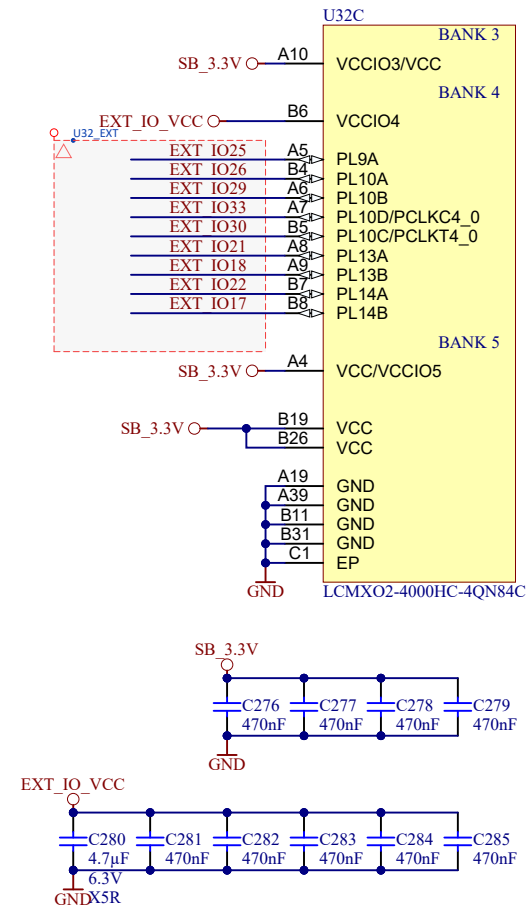 U32C
BANK 3
SB_3.3V A10 VCCIO3/VCC
BANK 4
EXT_IO_VCC B6 VCCIO4
U32_EXT
EXT_IO25 A5 PL9A
EXT_IO26 B4 PL10A
EXT_IO29 A6 PL10B
EXT_IO33 A7 PL10D/PCLKC4_0
EXT_IO30 B5 PL10C/PCLKT4_0
EXT_IO21 A8 PL13A
EXT_IO18 A9 PL13B
EXT_IO22 B7 PL14A
EXT_IO17 B8 PL14B
BANK 5
SB_3.3V A4 VCC/VCCIO5
SB_3.3V B19 VCC
B26 VCC
A19 GND
A39 GND
B11 GND
B31 GND
C1 EP
GND LCMXO2-4000HC-4QN84C
SB_3.3V
C276 C277 C278 C279
470nF 470nF 470nF 470nF
GND
EXT_IO_VCC
C280 C281 C282 C283 C284 C285
4.7µF 470nF 470nF 470nF 470nF 470nF
6.3V
GND X5R